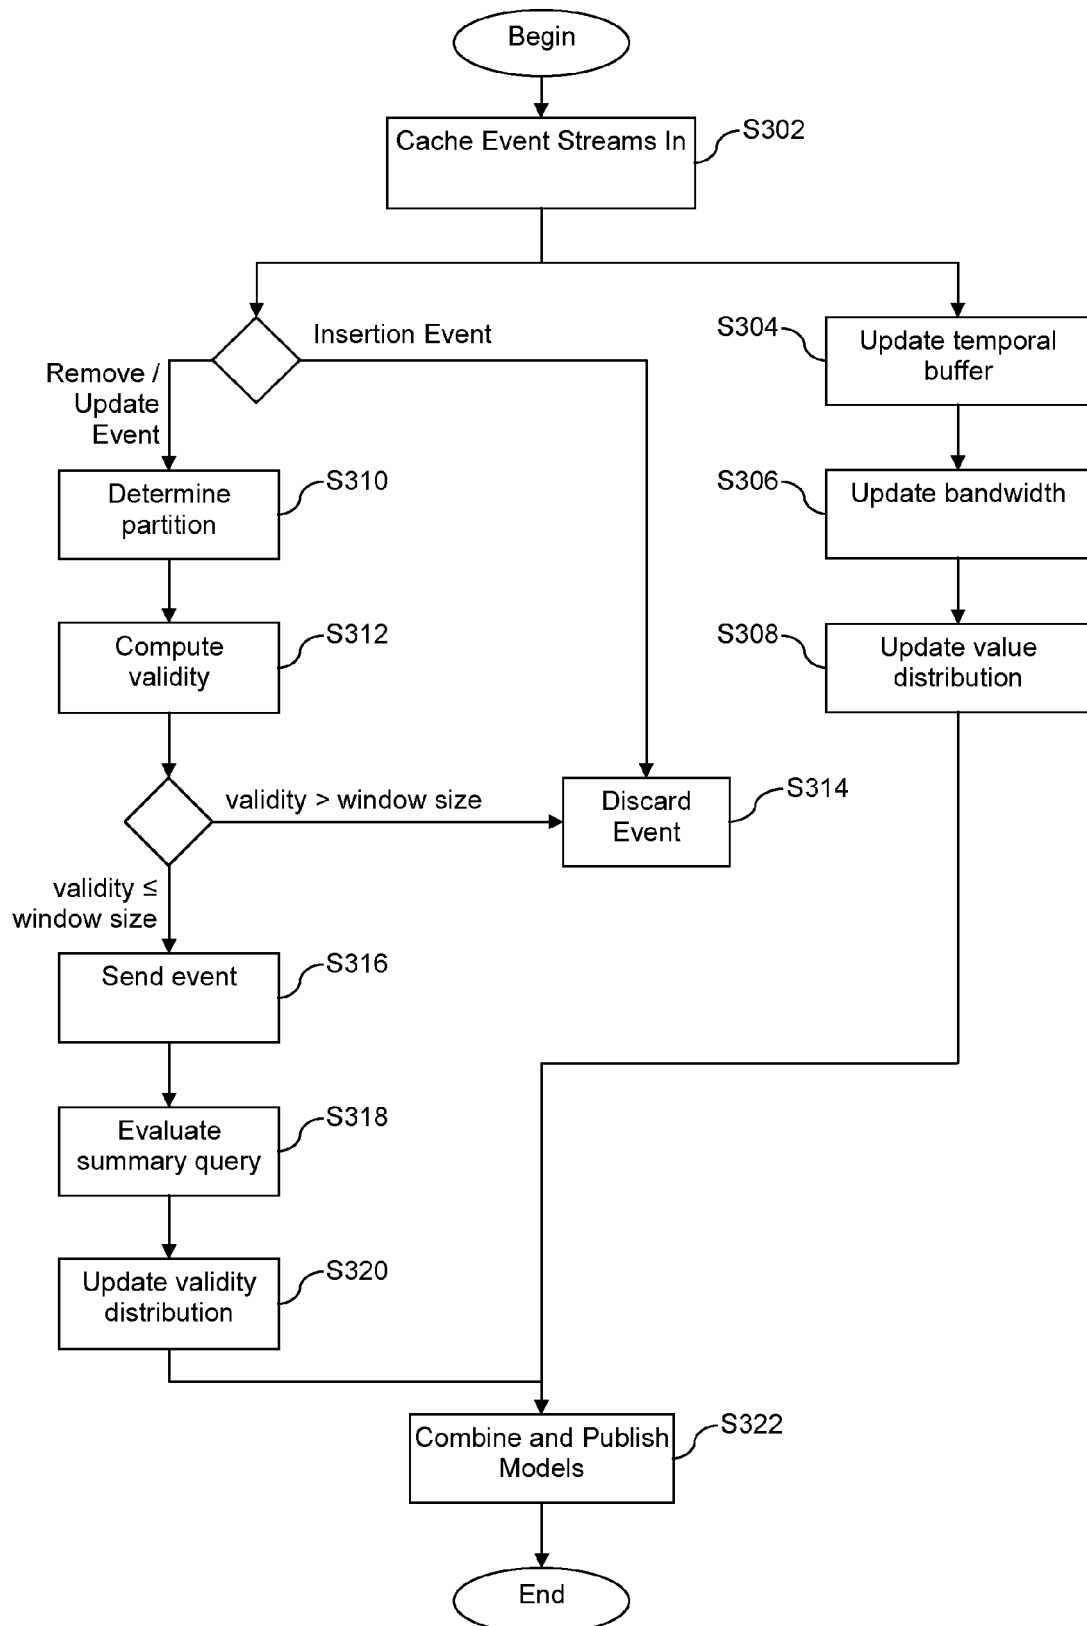 Begin
Cache Event Streams In
S302
Insertion Event
Remove /
Update
Event
S304
Update temporal
buffer
Determine
partition
S310
S306
Update bandwidth
Compute
validity
S312
S308
Update value
distribution
validity > window size
Discard
Event
S314
validity ≤
window size
Send event
S316
Evaluate
summary query
S318
Update validity
distribution
S320
Combine and Publish
Models
S322
End